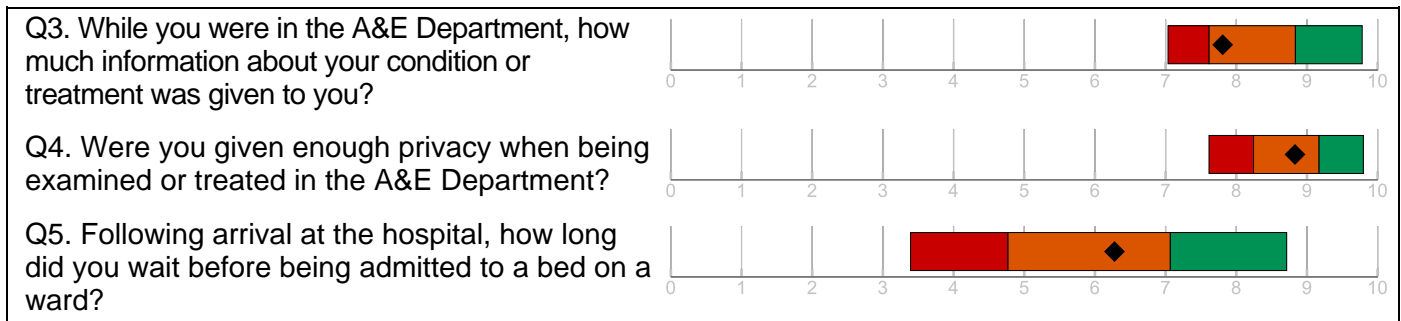 Q3. While you were in the A&E Department, how
much information about your condition or
treatment was given to you?
0 1 2 3 4 5 6 7 8 9 10
Q4. Were you given enough privacy when being
examined or treated in the A&E Department?
0 1 2 3 4 5 6 7 8 9 10
Q5. Following arrival at the hospital, how long
did you wait before being admitted to a bed on a
ward?
0 1 2 3 4 5 6 7 8 9 10